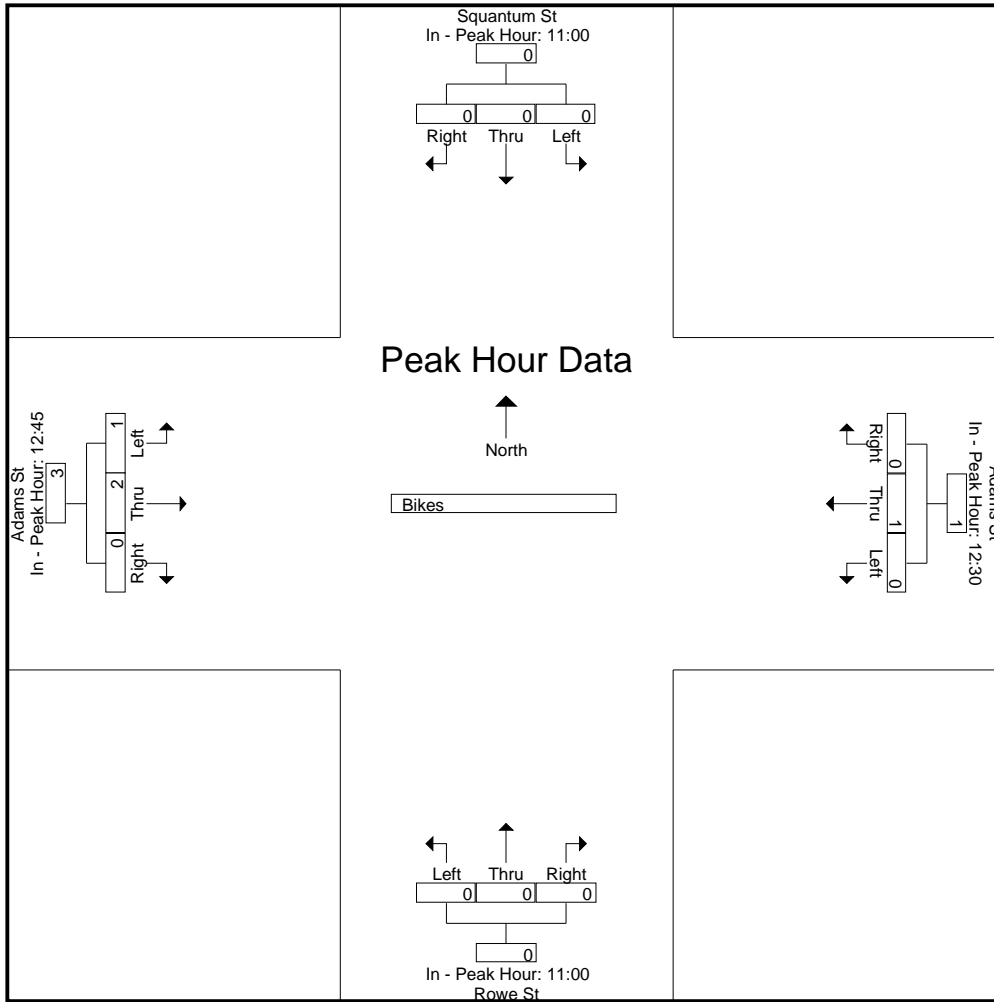 Squantum St
In - Peak Hour: 11:00
0
0 0 0
Right Thru Left
Peak Hour Data
North
Bikes
Adams St
In - Peak Hour: 12:45
3
1 2 0
Left Thru Right
Adams St
In - Peak Hour: 12:30
1
0 1 0
Right Thru Left
Left Thru Right
0 0 0
0
In - Peak Hour: 11:00
Rowe St